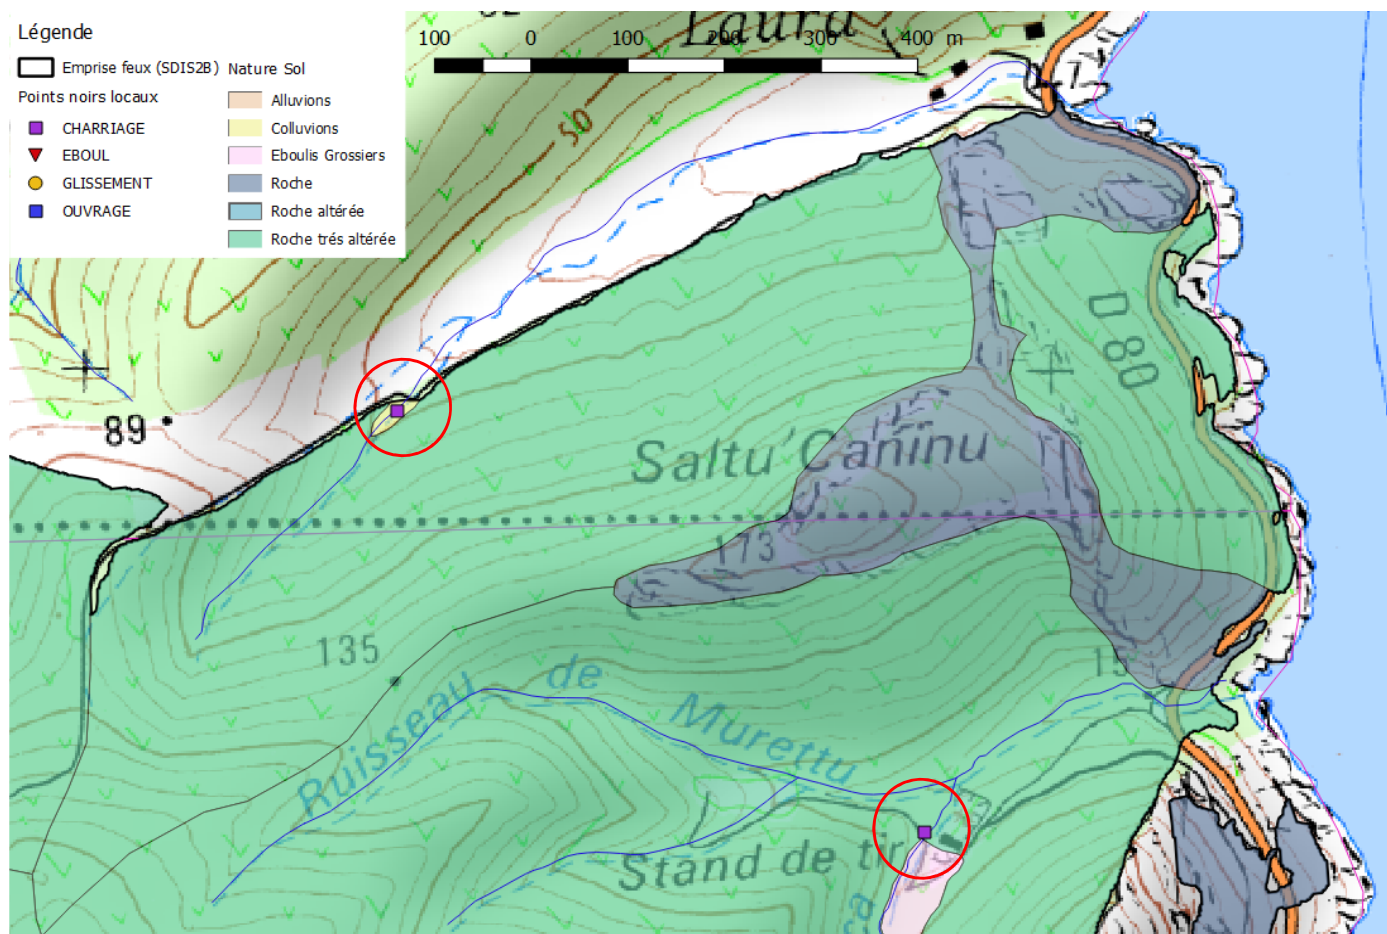 Légende
Emprise feux (SDIS2B)
Points noirs locaux
CHARRIAGE
EBOUL
GLISSEMENT
OUVRAGE
Nature Sol
Alluvions
Colluvions
Eboulis Grossiers
Roche
Roche altérée
Roche trés altérée
100 0 100 200 300 400 m
50
D 80
89
Saltu Caninu
173
135
Ruisseau de Murettu
Stand de tir